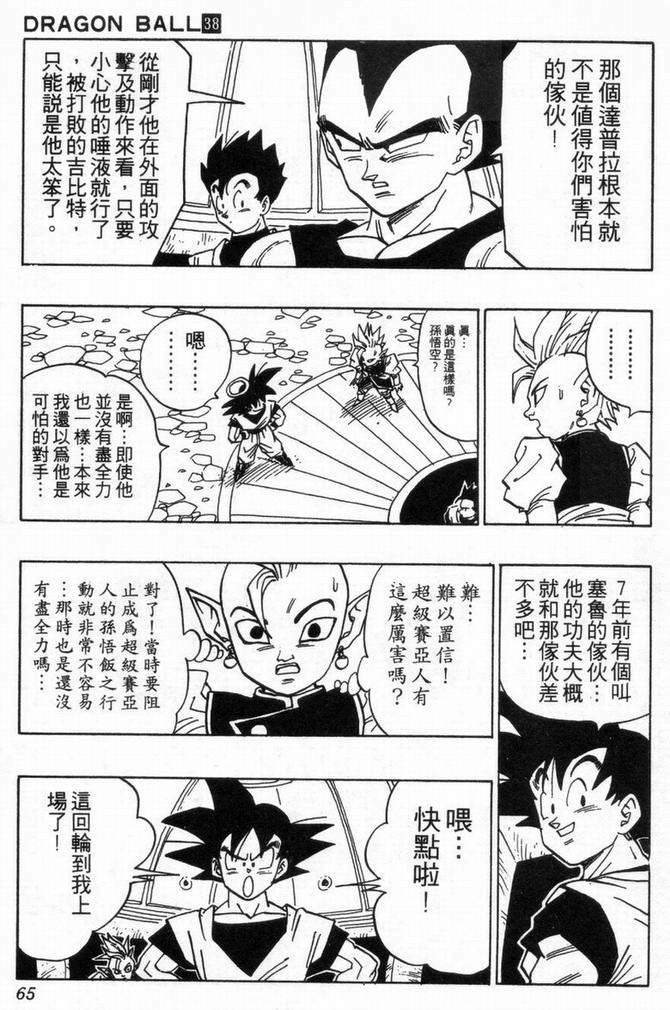 DRAGON BALL 38
那個達普拉根本就
不是值得你們害怕
的傢伙！
從剛才他在外面的攻
擊及動作來看，只要
小心他的唾液就行了
，被打敗的吉比特，
只能說是他太笨了。
………
眞…
眞的是這樣嗎？
孫悟空？
嗯……
……
是啊…即使他
並沒有盡全力
也一樣…本來
我還以爲他是
可怕的對手…
7年前有個叫
塞魯的傢伙…
他的功夫大概
就和那傢伙差
不多吧…
難…
難以置信！
超級賽亞人有
這麼厲害嗎？
對了！當時要阻
止成爲超級賽亞
人的孫悟飯之行
動就非常不容易
…那時也是還沒
有盡全力嗎…
喂…
快點啦！
這回輪到我上
場了！
65